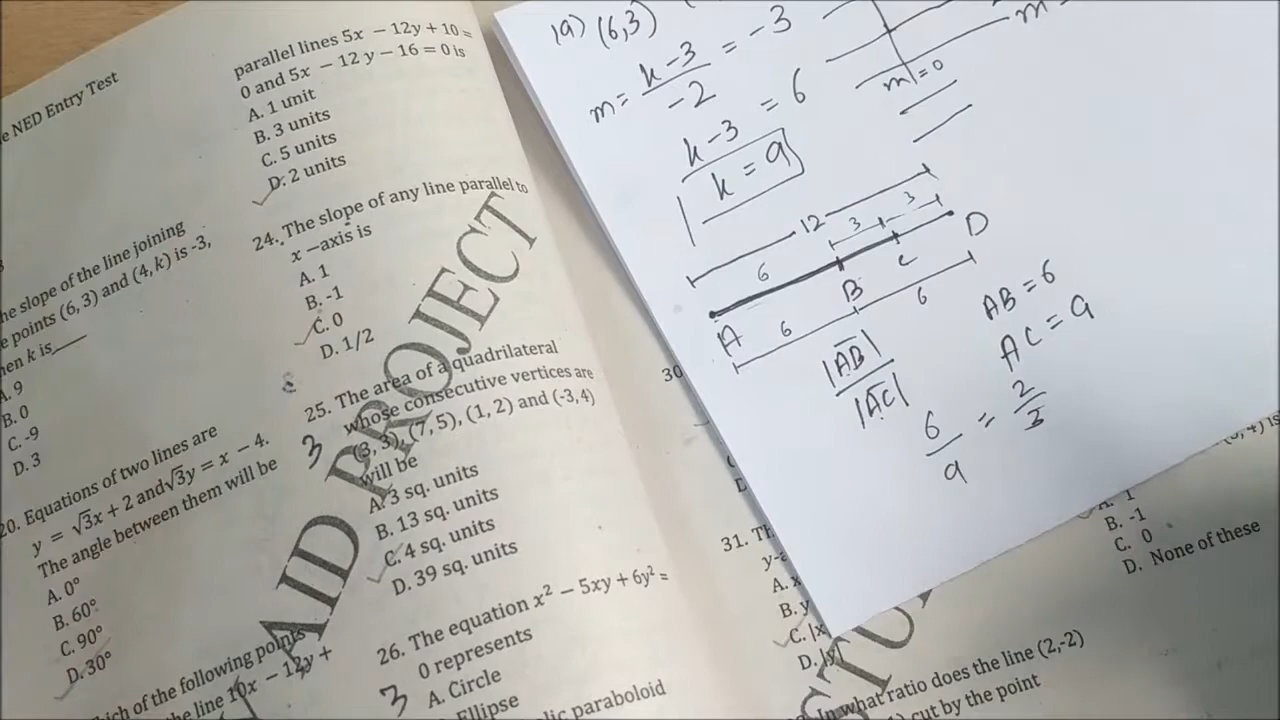 NED Entry Test
he slope of the line joining
e points (6, 3) and (4, k) is -3,
hen k is
A. 9
B. 0
C. -9
D. 3
20. Equations of two lines are
y = √3x + 2 and√3y = x − 4.
The angle between them will be
A. 0°
B. 60°
C. 90°
D. 30°
ich of the following points
the line 10x − 12y +
parallel lines 5x − 12y + 10 =
0 and 5x − 12 y − 16 = 0 is
A. 1 unit
B. 3 units
C. 5 units
D. 2 units
24. The slope of any line parallel to
x −axis is
A. 1
B. -1
C. 0
D. 1/2
25. The area of a quadrilateral
whose consecutive vertices are
3 (3, 3), (7, 5), (1, 2) and (-3, 4)
will be
A. 3 sq. units
B. 13 sq. units
C. 4 sq. units
D. 39 sq. units
26. The equation x² − 5xy + 6y² =
0 represents
3 A. Circle
Ellipse
lic paraboloid
AID PROJECT
19) (6,3)
m = k-3/-2 = -3
k-3 = 6
k = 9
m = 0
12
3 3
6
A B C D
6 6
|AB|
|AC|
AB = 6
AC = 9
6/9 = 2/3
30
31. Th
A. x
B. y
C. |x
D. |y|
A. 1
B. -1
C. 0
D. None of these
In what ratio does the line (2,-2)
cut by the point